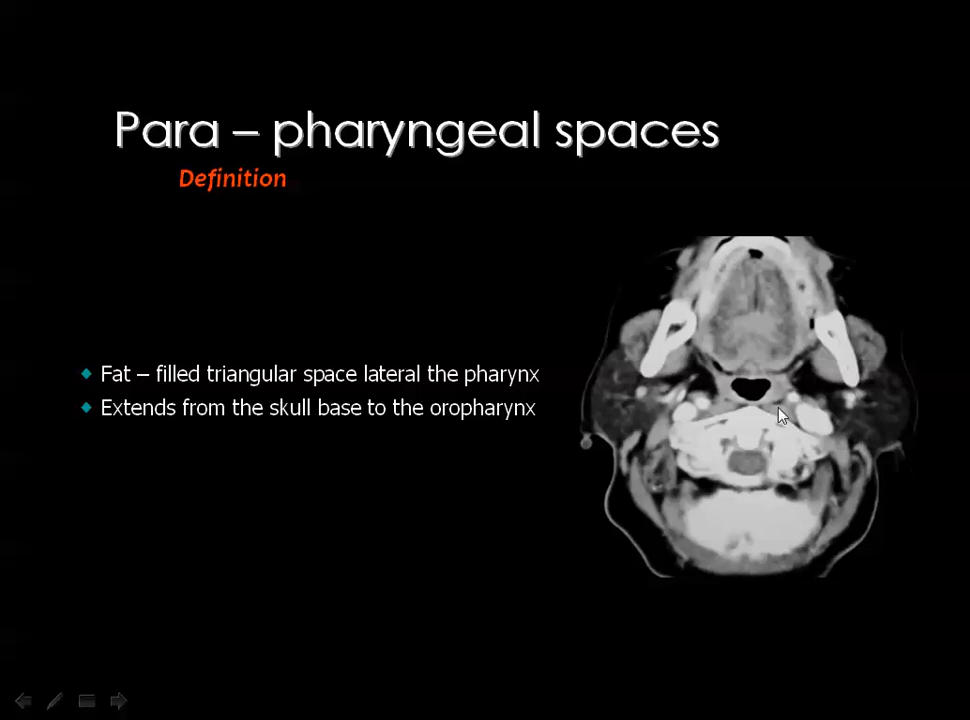 Para – pharyngeal spaces
Definition
Fat – filled triangular space lateral the pharynx
Extends from the skull base to the oropharynx